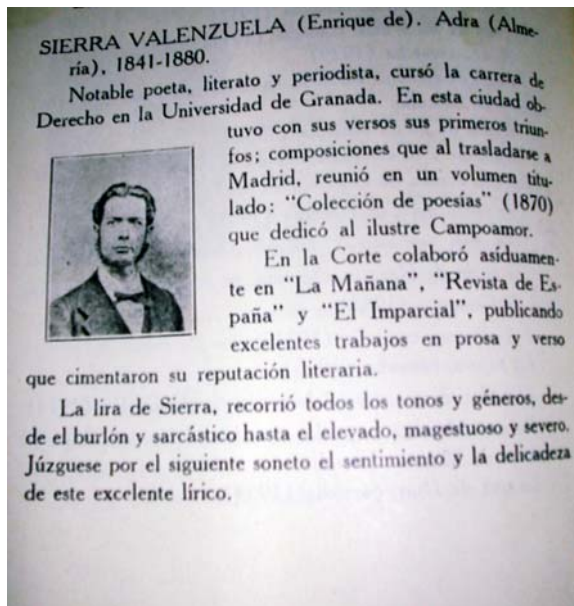 SIERRA VALENZUELA (Enrique de). Adra (Alme-
ría), 1841-1880.
Notable poeta, literato y periodista, cursó la carrera de
Derecho en la Universidad de Granada. En esta ciudad ob-
tuvo con sus versos sus primeros triun-
fos; composiciones que al trasladarse a
Madrid, reunió en un volumen titu-
lado: "Colección de poesías" (1870)
que dedicó al ilustre Campoamor.
En la Corte colaboró asíduamen-
te en "La Mañana", "Revista de Es-
paña" y "El Imparcial", publicando
excelentes trabajos en prosa y verso
que cimentaron su reputación literaria.
La lira de Sierra, recorrió todos los tonos y géneros, des-
de el burlón y sarcástico hasta el elevado, magestuoso y severo.
Júzguese por el siguiente soneto el sentimiento y la delicadeza
de este excelente lírico.